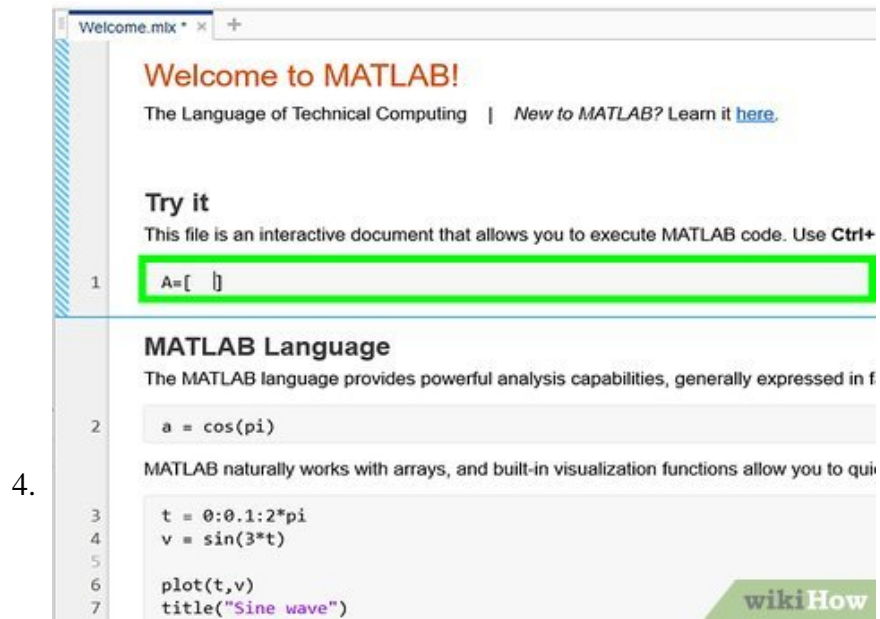 Welcome.mlx * × +
Welcome to MATLAB!
The Language of Technical Computing | New to MATLAB? Learn it here.
Try it
This file is an interactive document that allows you to execute MATLAB code. Use Ctrl+
1 A=[ ]
MATLAB Language
The MATLAB language provides powerful analysis capabilities, generally expressed in f
2 a = cos(pi)
MATLAB naturally works with arrays, and built-in visualization functions allow you to qui
4.
3 t = 0:0.1:2*pi
4 v = sin(3*t)
5
6 plot(t,v)
7 title("Sine wave")
wikiHow